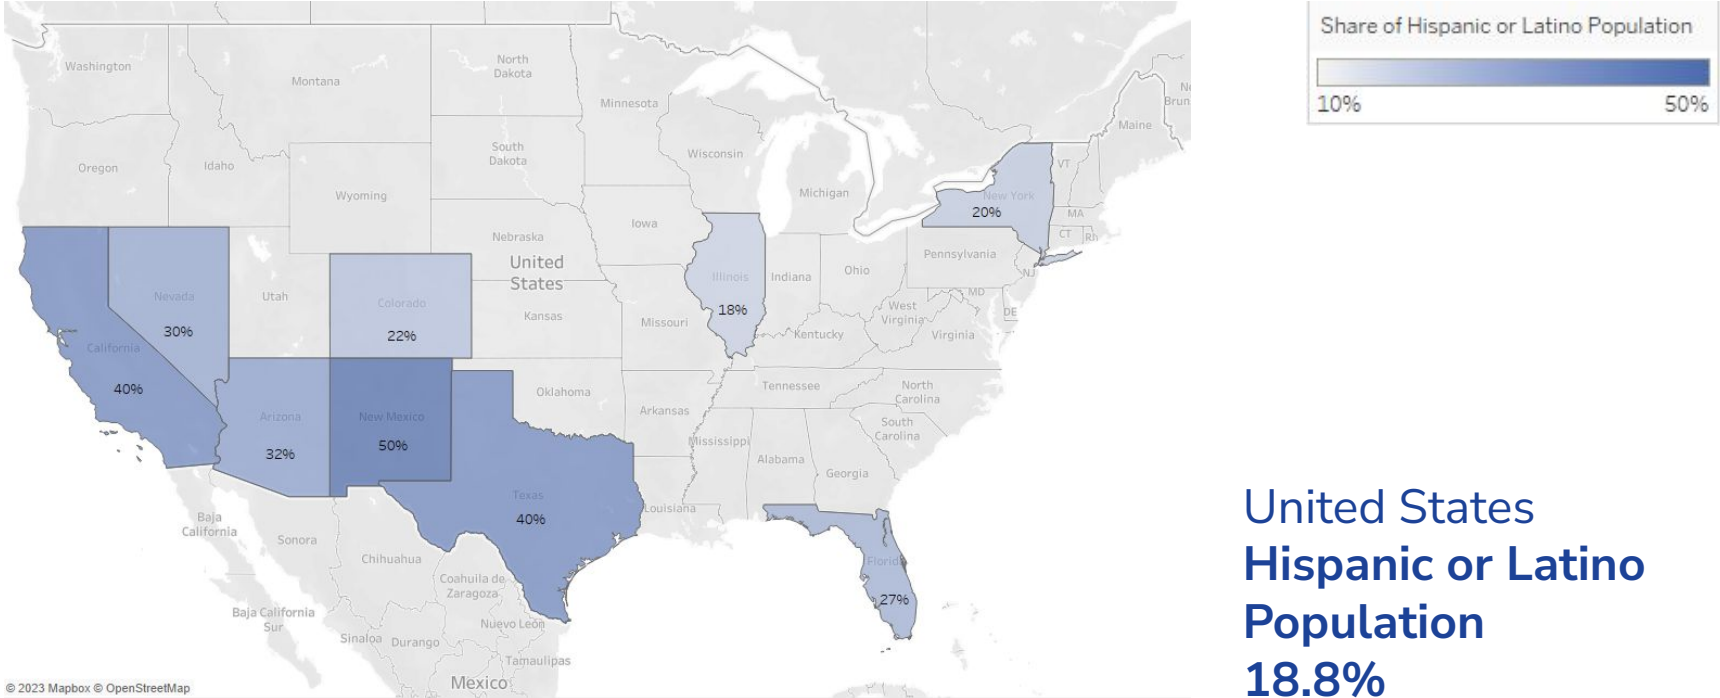 Share of Hispanic or Latino Population
10% 50%
Washington
Montana
North
Dakota
Minnesota
Maine
Oregon
Idaho
South
Dakota
Wisconsin
VT
Wyoming
Michigan
New York
20%
MA
Iowa
CT
Nebraska
Pennsylvania
United
States
Ohio
Indiana
Illinois
NJ
Nevada
Utah
Colorado
MD
30%
22%
Kansas
Missouri
18%
West
Virginia
DE
Kentucky
Virginia
California
40%
Arizona
32%
New Mexico
50%
Oklahoma
Tennessee
North
Carolina
Arkansas
South
Carolina
Mississippi
Alabama
Georgia
Texas
40%
Louisiana
Baja
California
Sonora
Chihuahua
Coahuila de
Zaragoza
27%
Baja California
Sur
Nuevo León
Sinaloa
Durango
Tamaulipas
Mexico
© 2023 Mapbox © OpenStreetMap
United States
Hispanic or Latino
Population
18.8%